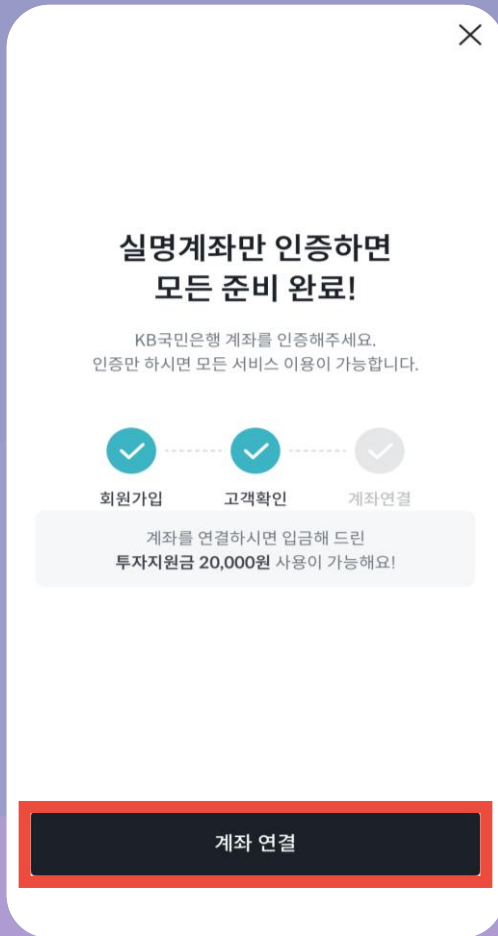 실명계좌만 인증하면
모든 준비 완료!
KB국민은행 계좌를 인증해주세요.
인증만 하시면 모든 서비스 이용이 가능합니다.
회원가입
고객확인
계좌연결
계좌를 연결하시면 입금해 드린
투자지원금 20,000원 사용이 가능해요!
계좌 연결